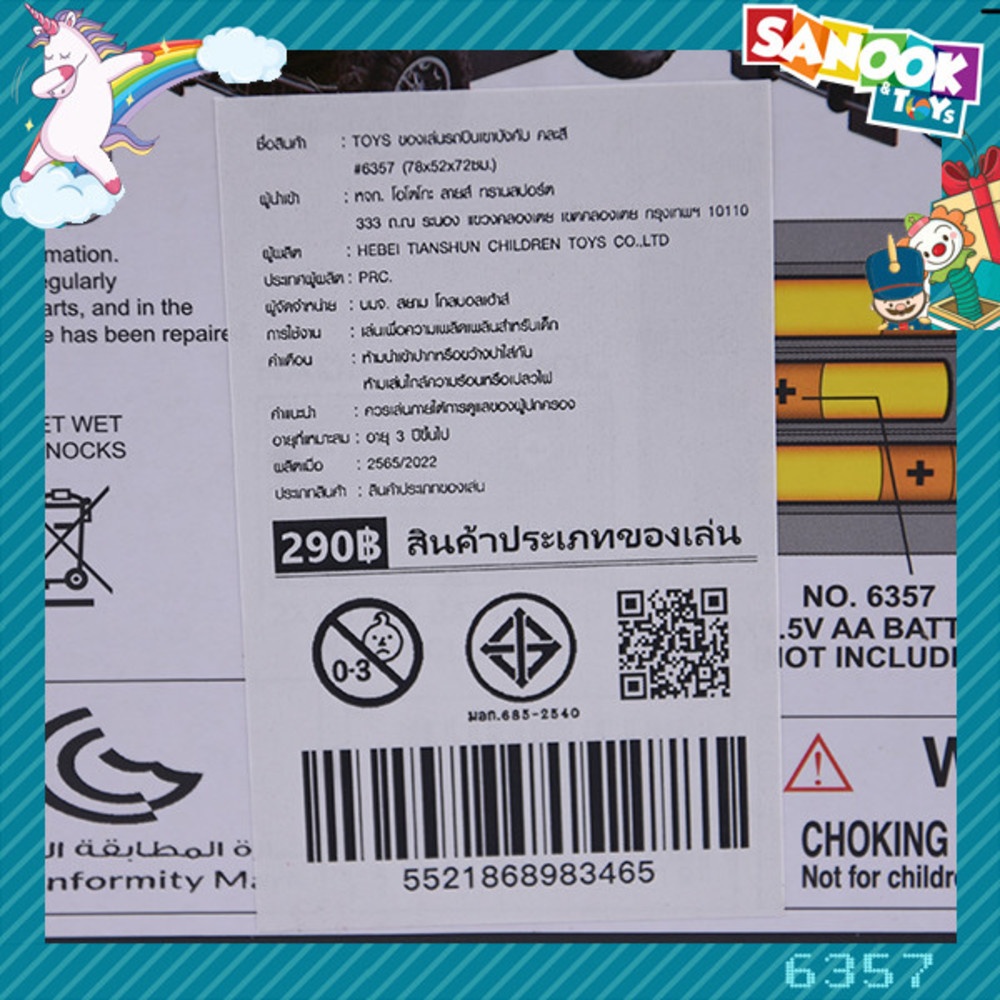 SANOOK
& TOYS
ชื่อสินค้า : TOYS ของเล่นรถปีนเขาบังคับ คละสี
#6357 (78x52x72ซม.)
ผู้นำเข้า : หจก. โอโตโกะ ลายส์ ทรานสปอร์ต
333 ถ.ณ ระนอง แขวงคลองเตย เขตคลองเตย กรุงเทพฯ 10110
ผู้ผลิต : HEBEI TIANSHUN CHILDREN TOYS CO.,LTD
ประเทศผู้ผลิต : PRC.
ผู้จัดจำหน่าย : บมจ. สยาม โกลบอลเฮ้าส์
การใช้งาน : เล่นเพื่อความเพลิดเพลินสำหรับเด็ก
คำเตือน : ห้ามนำเข้าปากหรือขว้างปาใส่กัน
ห้ามเล่นใกล้ความร้อนหรือเปลวไฟ
คำแนะนำ : ควรเล่นภายใต้การดูแลของผู้ปกครอง
อายุที่เหมาะสม : อายุ 3 ปีขึ้นไป
ผลิตเมื่อ : 2565/2022
ประเภทสินค้า : สินค้าประเภทของเล่น
290฿ สินค้าประเภทของเล่น
0-3
มอก.685-2540
5521868983465
mation.
egularly
arts, and in the
e has been repaire
ET WET
NOCKS
المطابقة ال
nformity Ma
NO. 6357
.5V AA BATT
IOT INCLUDI
W
CHOKING
Not for childr
6357